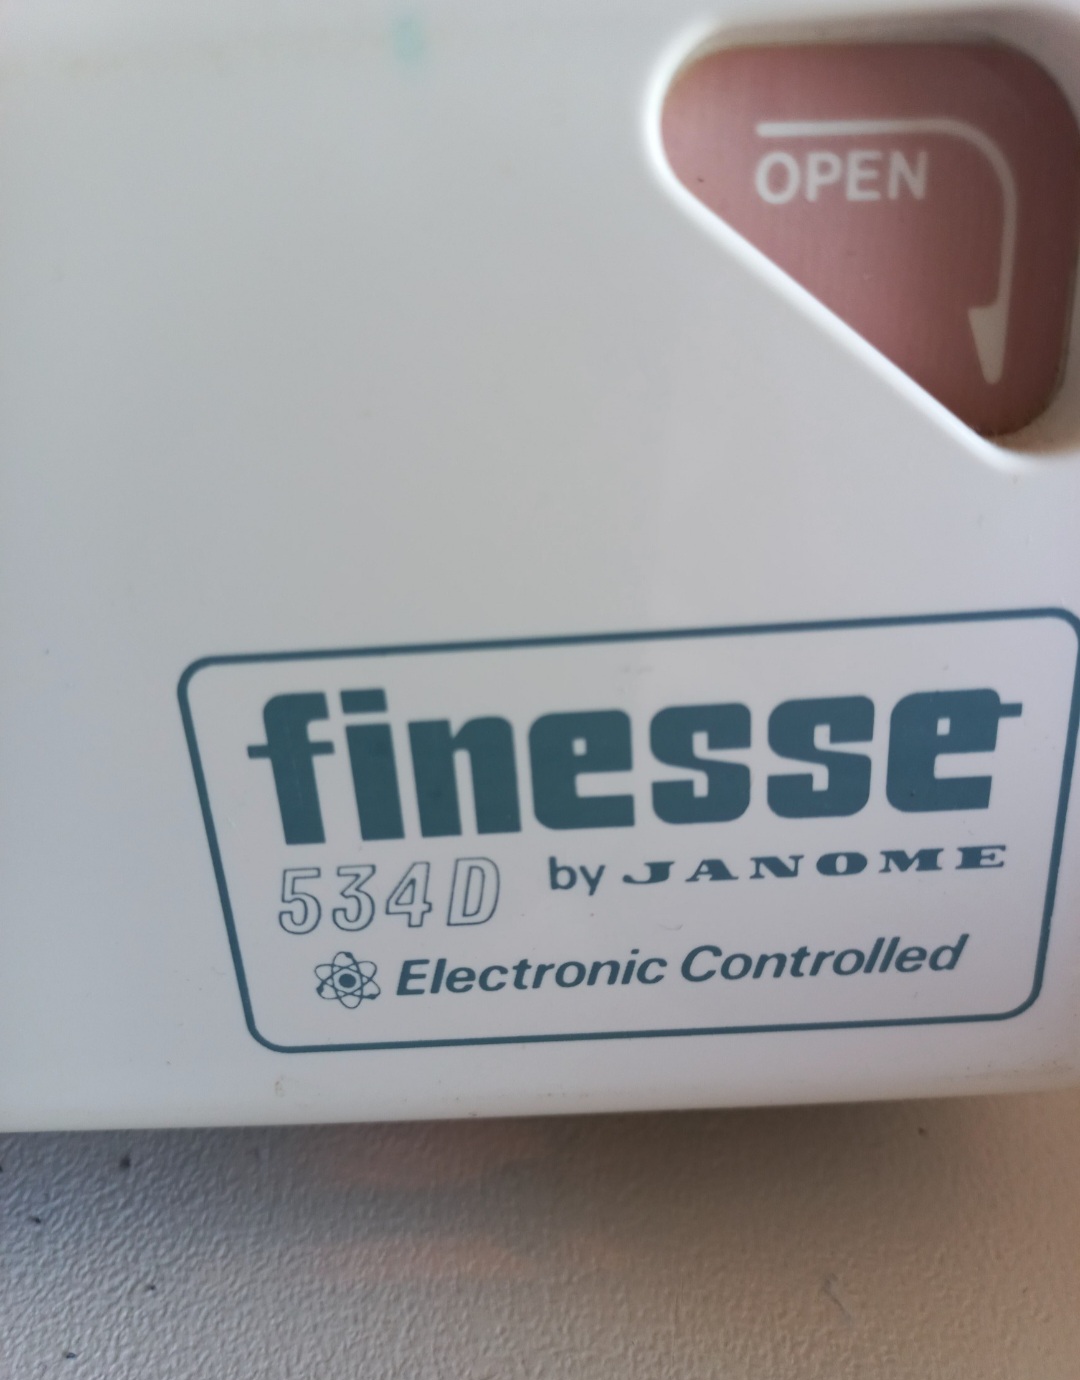 OPEN
finesse
534D by JANOME
Electronic Controlled